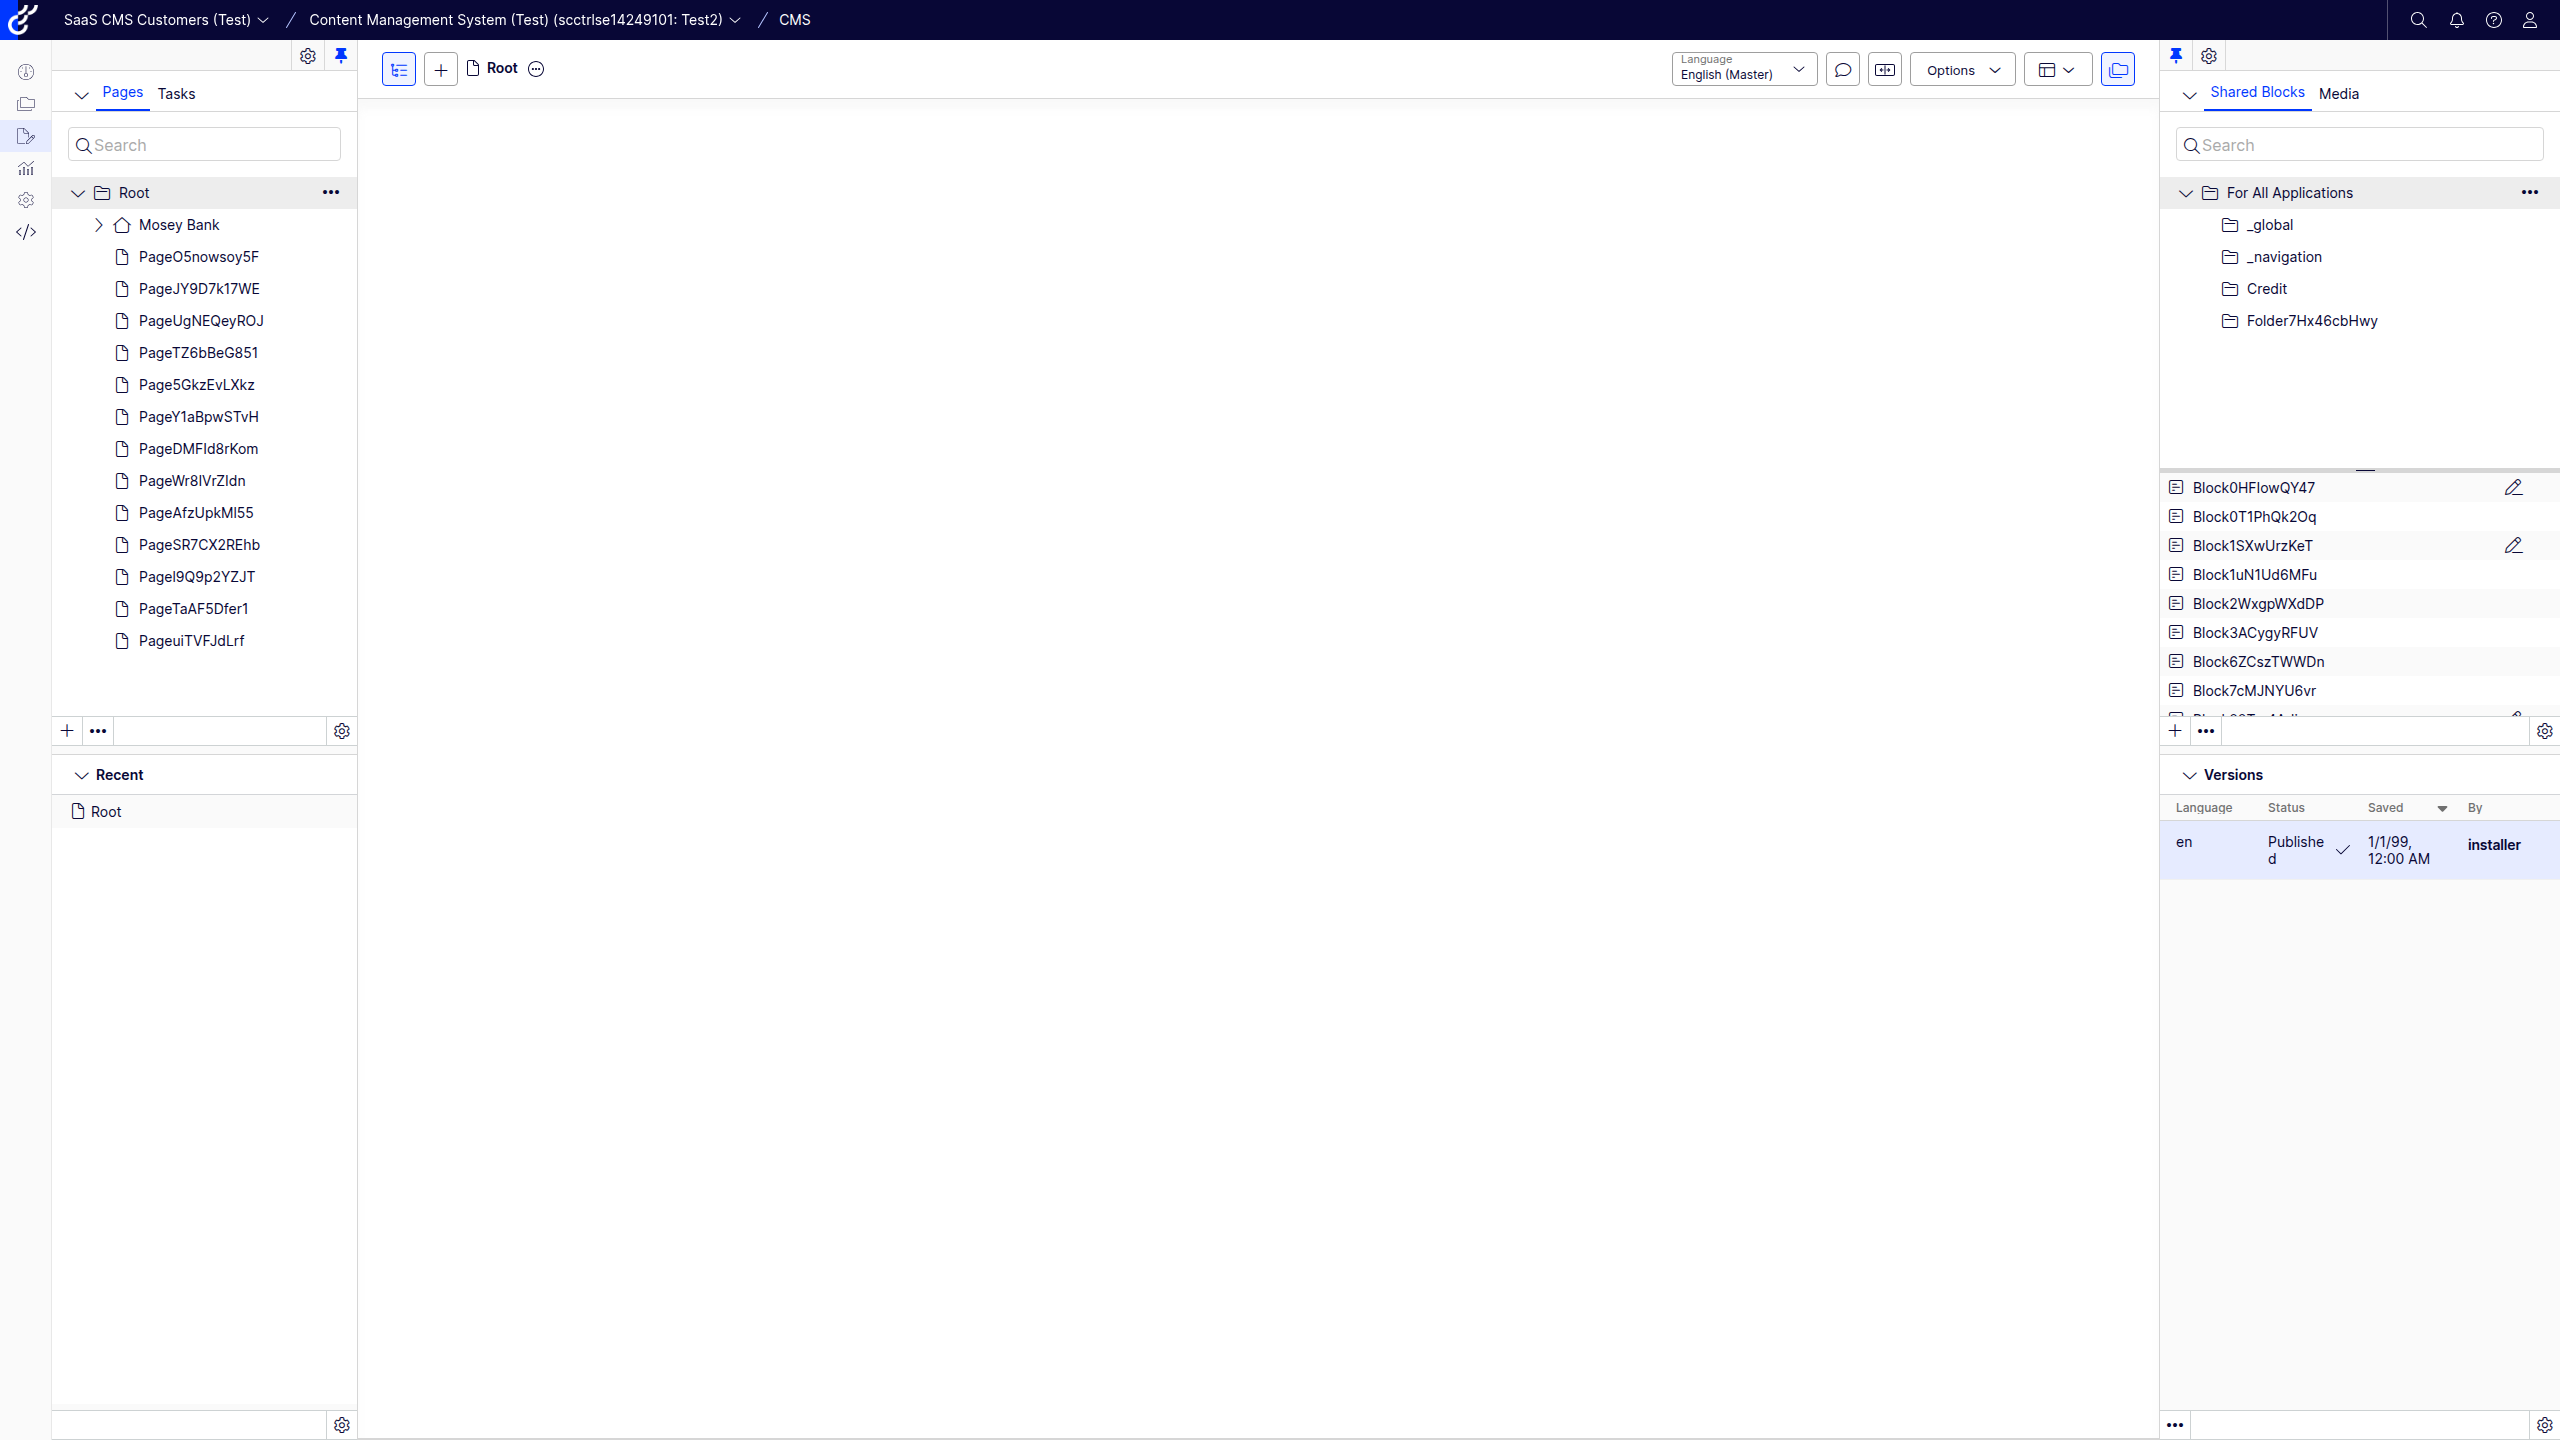 SaaS CMS Customers (Test) / Content Management System (Test) (scctrlse14249101: Test2) / CMS
Pages Tasks
Search
Root
Mosey Bank
PageO5nowsoy5F
PageJY9D7k17WE
PageUgNEQeyROJ
PageTZ6bBeG851
Page5GkzEvLXkz
PageY1aBpwSTvH
PageDMFId8rKom
PageWr8IVrZIdn
PageAfzUpkMI55
PageSR7CX2REhb
PageI9Q9p2YZJT
PageTaAF5Dfer1
PageuiTVFJdLrf
Recent
Root
Root
Language
English (Master)
Options
Shared Blocks Media
Search
For All Applications
_global
_navigation
Credit
Folder7Hx46cbHwy
Block0HFlowQY47
Block0T1PhQk2Oq
Block1SXwUrzKeT
Block1uN1Ud6MFu
Block2WxgpWXdDP
Block3ACygyRFUV
Block6ZCszTWWDn
Block7cMJNYU6vr
Versions
Language Status Saved By
en Publishe 1/1/99, installer
d 12:00 AM